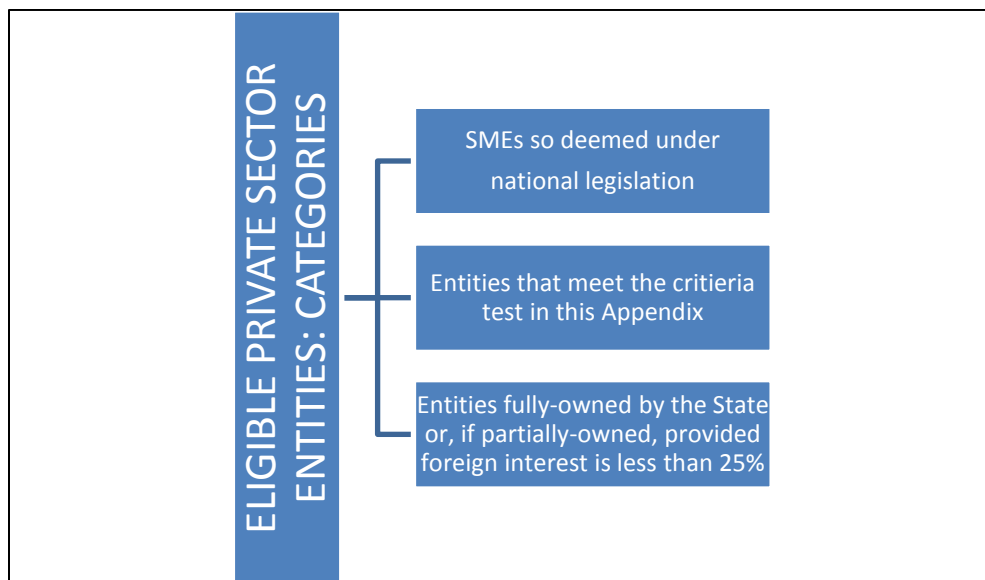 ELIGIBLE PRIVATE SECTOR
ENTITIES: CATEGORIES
SMEs so deemed under
national legislation
Entities that meet the critieria
test in this Appendix
Entities fully-owned by the State
or, if partially-owned, provided
foreign interest is less than 25%